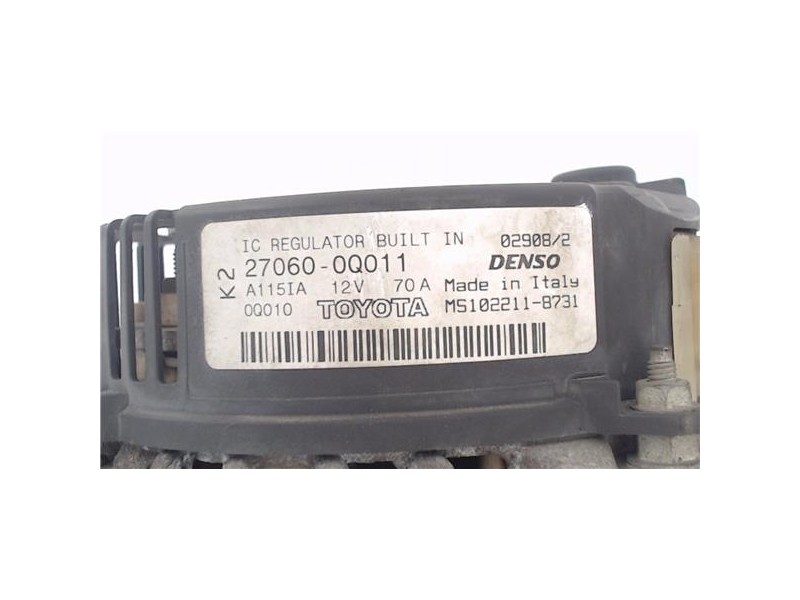 IC REGULATOR BUILT IN 02908/2
K2 27060-0Q011 DENSO
A115IA 12V 70A Made in Italy
0Q010 TOYOTA MS102211-8731